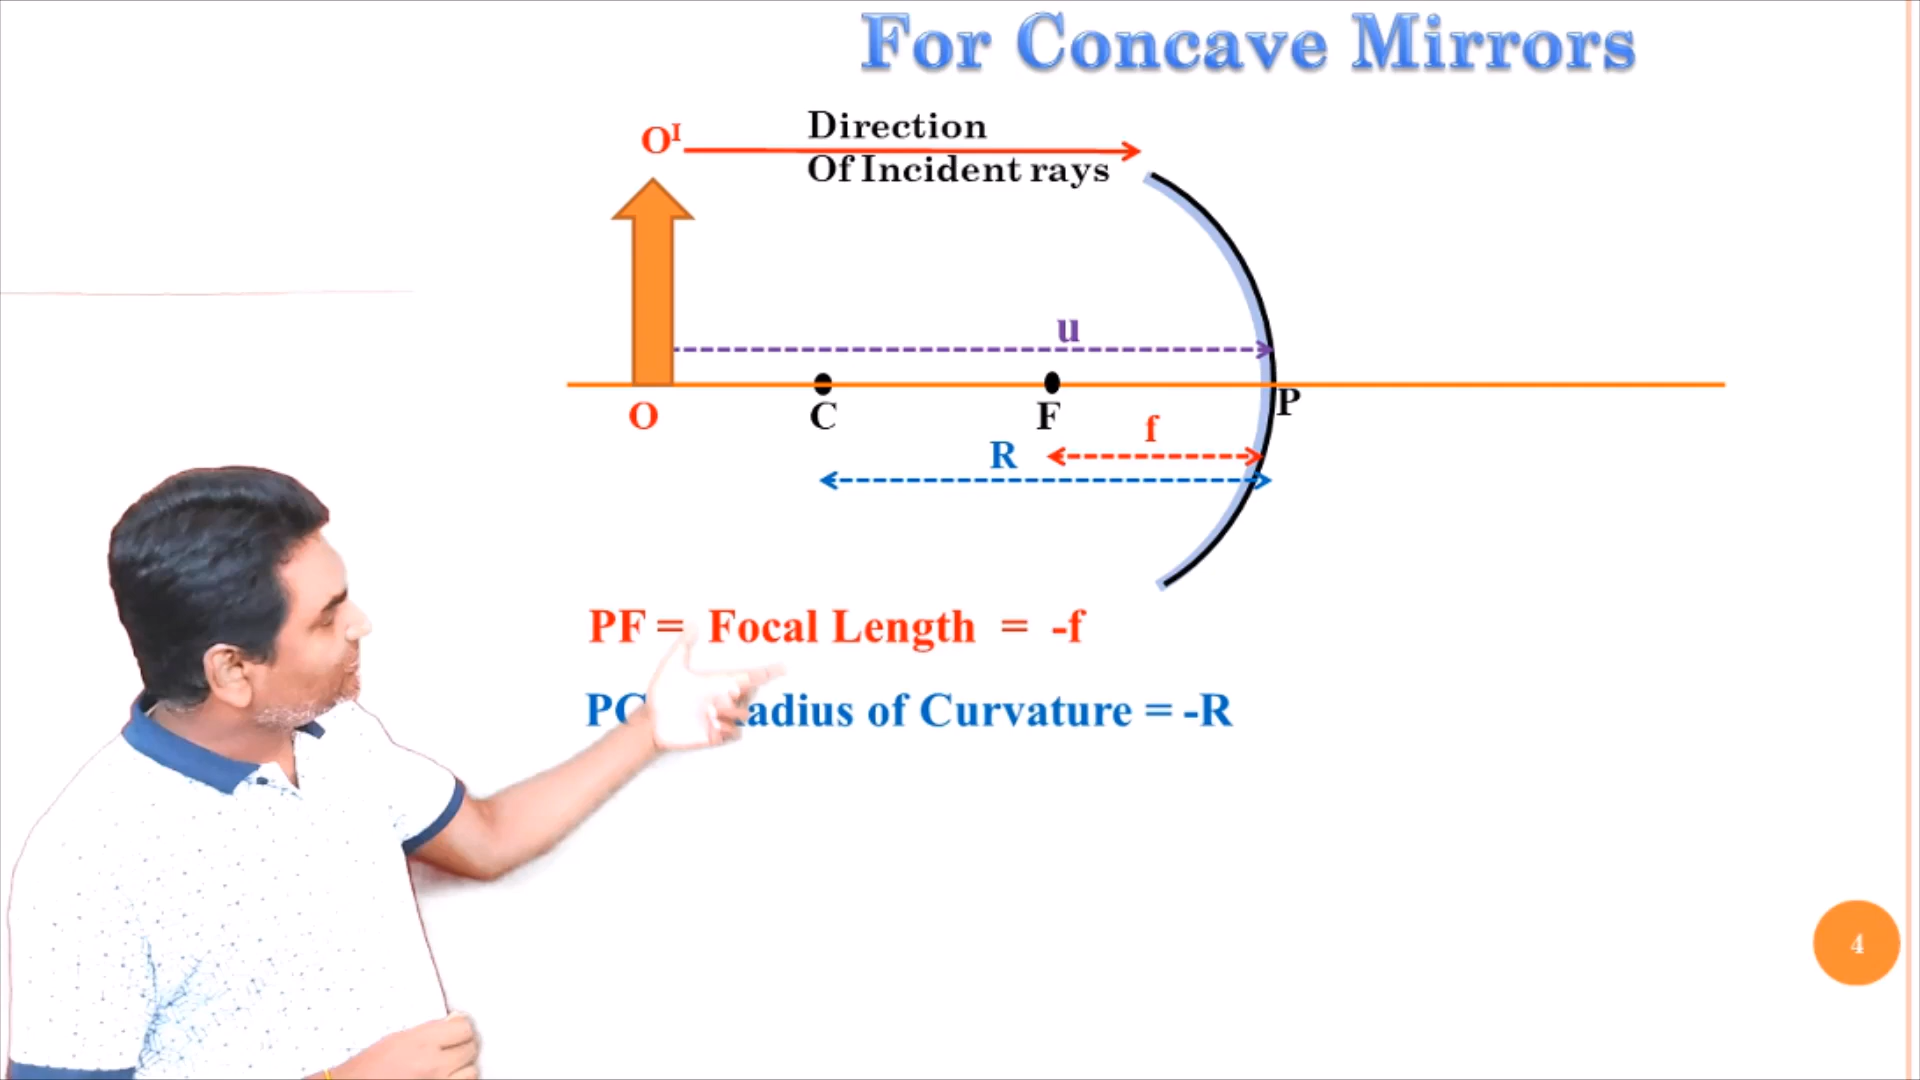 For Concave Mirrors
Oᴵ
Direction
Of Incident rays
u
O
C
F
P
f
R
PF = Focal Length = -f
adius of Curvature = -R
4